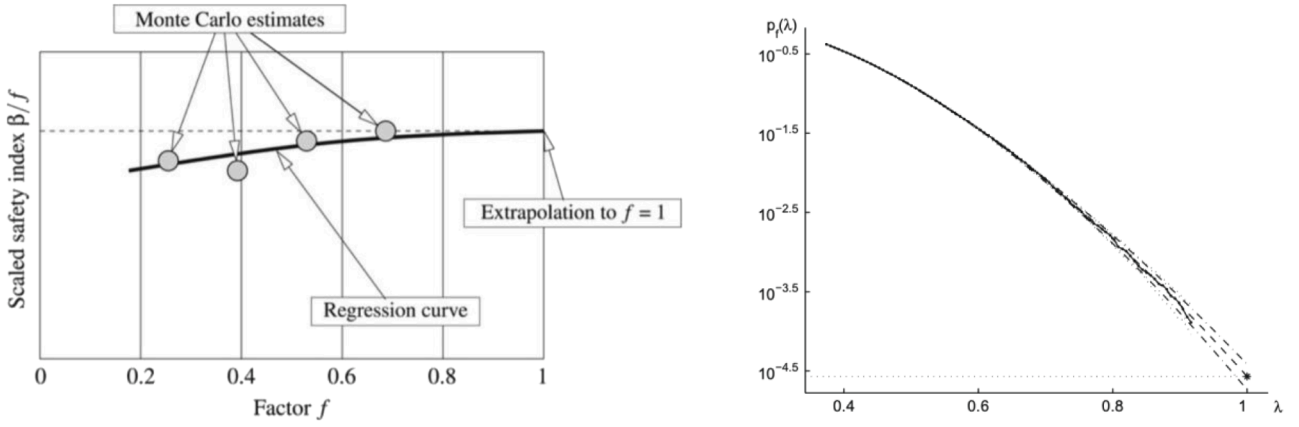 Monte Carlo estimates
Scaled safety index β/f
Extrapolation to f = 1
Regression curve
0 0.2 0.4 0.6 0.8 1
Factor f
p_f(λ)
10^-0.5
10^-1.5
10^-2.5
10^-3.5
10^-4.5
0.4 0.6 0.8 1 λ